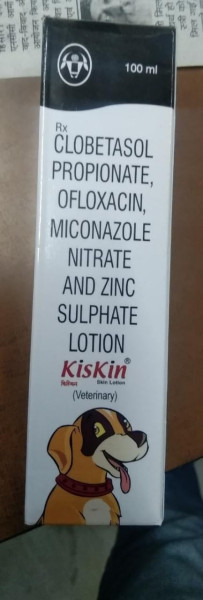 100 ml
Rx
CLOBETASOL
PROPIONATE,
OFLOXACIN,
MICONAZOLE
NITRATE
AND ZINC
SULPHATE
LOTION
KisKin®
Skin Lotion
(Veterinary)